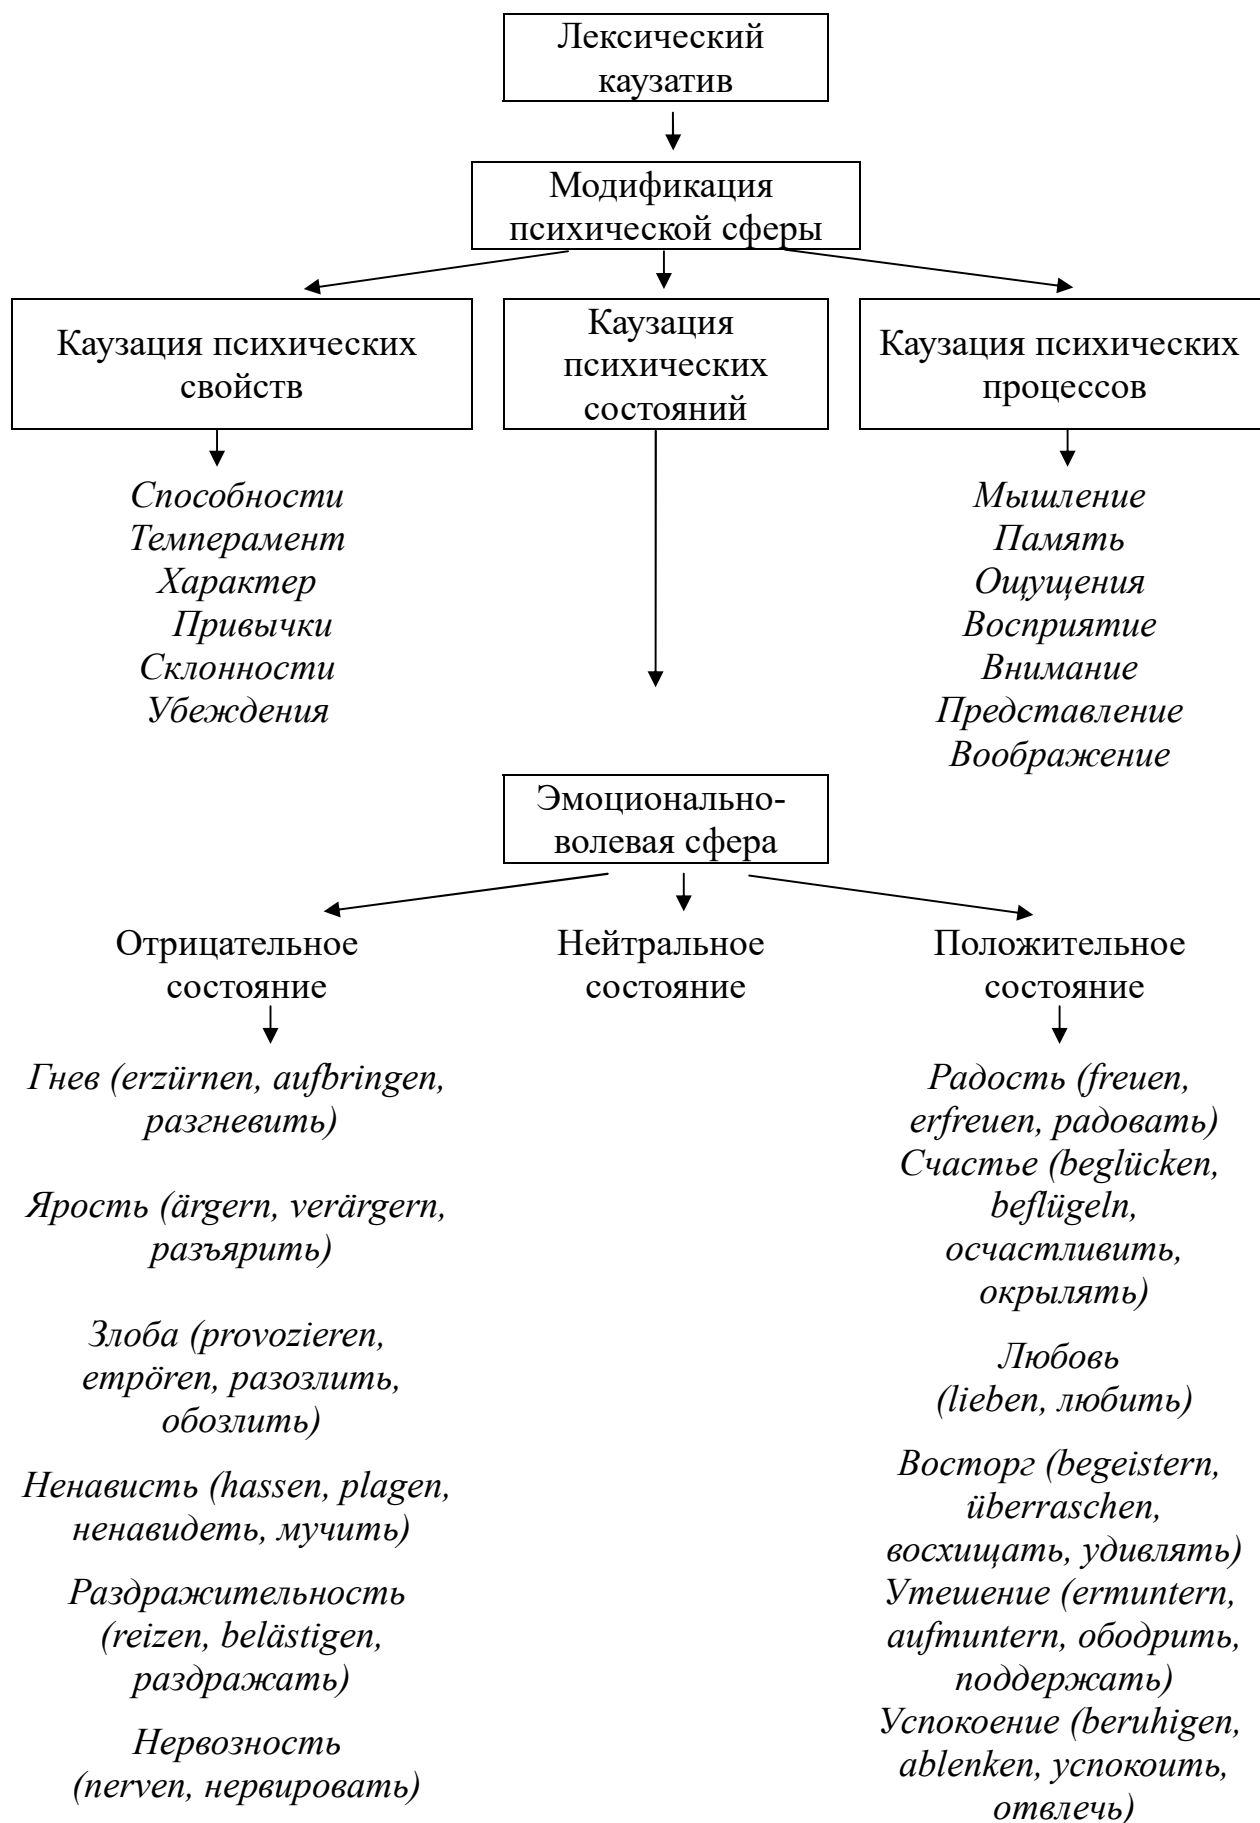 Лексический
каузатив
Модификация
психической сферы
Каузация психических
свойств
Каузация
психических
состояний
Каузация психических
процессов
Способности
Темперамент
Характер
Привычки
Склонности
Убеждения
Мышление
Память
Ощущения
Восприятие
Внимание
Представление
Воображение
Эмоционально-
волевая сфера
Отрицательное
состояние
Нейтральное
состояние
Положительное
состояние
Гнев (erzürnen, aufbringen,
разгневить)
Ярость (ärgern, verärgern,
разъярить)
Злоба (provozieren,
empören, разозлить,
обозлить)
Ненависть (hassen, plagen,
ненавидеть, мучить)
Раздражительность
(reizen, belästigen,
раздражать)
Нервозность
(nerven, нервировать)
Радость (freuen,
erfreuen, радовать)
Счастье (beglücken,
beflügeln,
осчастливить,
окрылять)
Любовь
(lieben, любить)
Восторг (begeistern,
überraschen,
восхищать, удивлять)
Утешение (ermuntern,
aufmuntern, ободрить,
поддержать)
Успокоение (beruhigen,
ablenken, успокоить,
отвлечь)